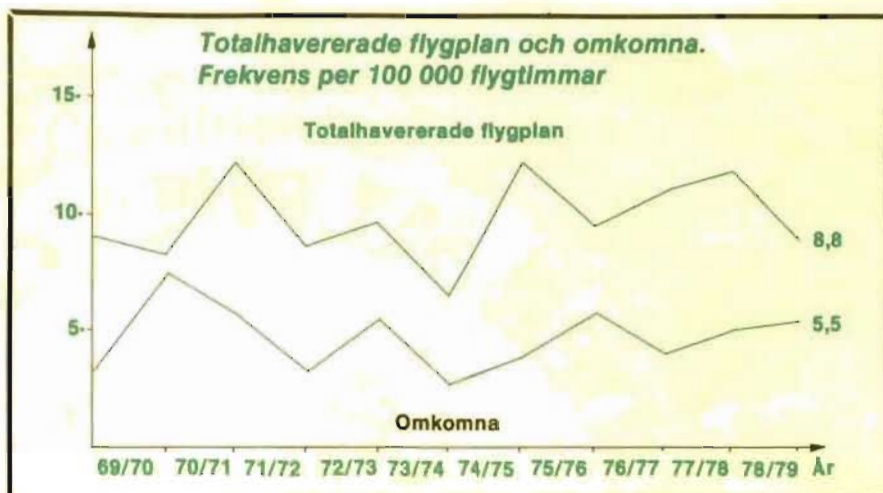 Totalhavererade flygplan och omkomna.
Frekvens per 100 000 flygtimmar
15-
Totalhavererade flygplan
10-
8,8
5-
5,5
Omkomna
69/70 70/71 71/72 72/73 73/74 74/75 75/76 76/77 77/78 78/79 År